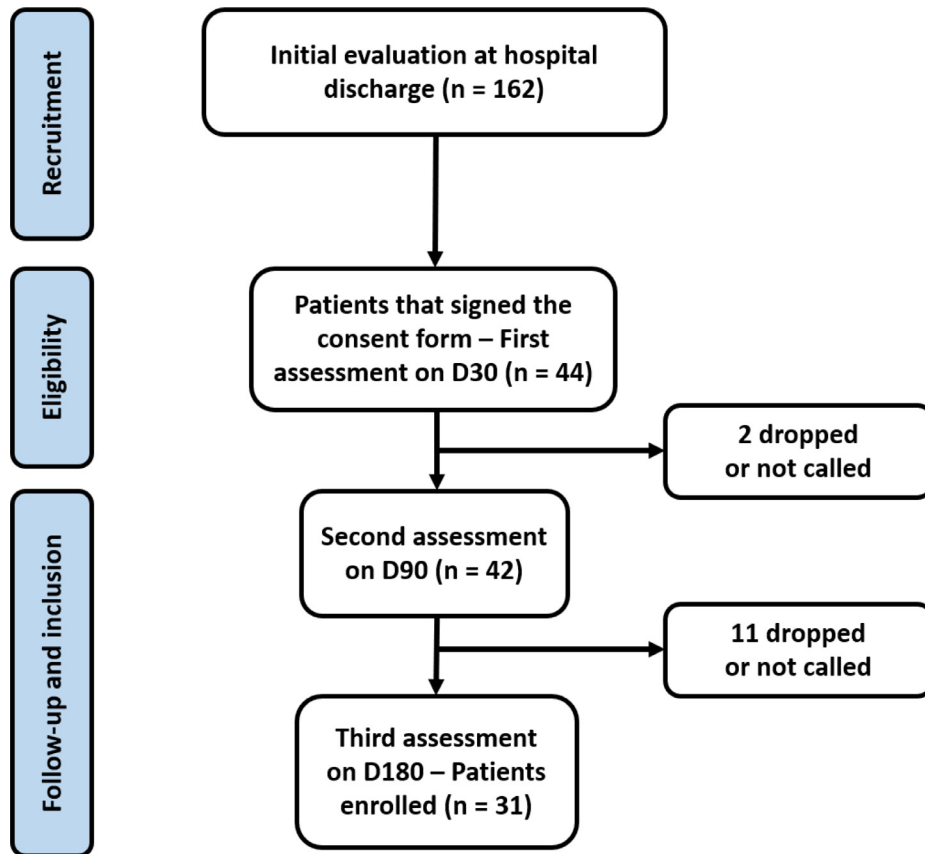 Recruitment
Initial evaluation at hospital
discharge (n = 162)
Eligibility
Patients that signed the
consent form – First
assessment on D30 (n = 44)
2 dropped
or not called
Follow-up and inclusion
Second assessment
on D90 (n = 42)
11 dropped
or not called
Third assessment
on D180 – Patients
enrolled (n = 31)